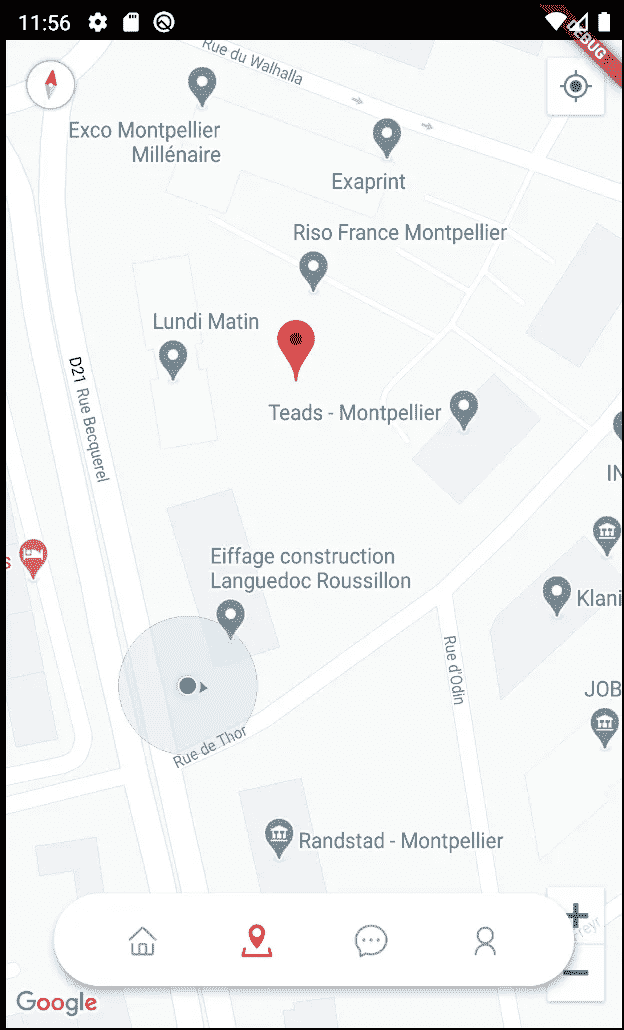 11:56
DEBUG
Rue du Walhalla
Exco Montpellier
Millénaire
Exaprint
Riso France Montpellier
Lundi Matin
D21
Rue Becquerel
Teads - Montpellier
IN
Eiffage construction
Languedoc Roussillon
s
Klani
Rue d'Odin
JOB
Rue de Thor
Randstad - Montpellier
Google